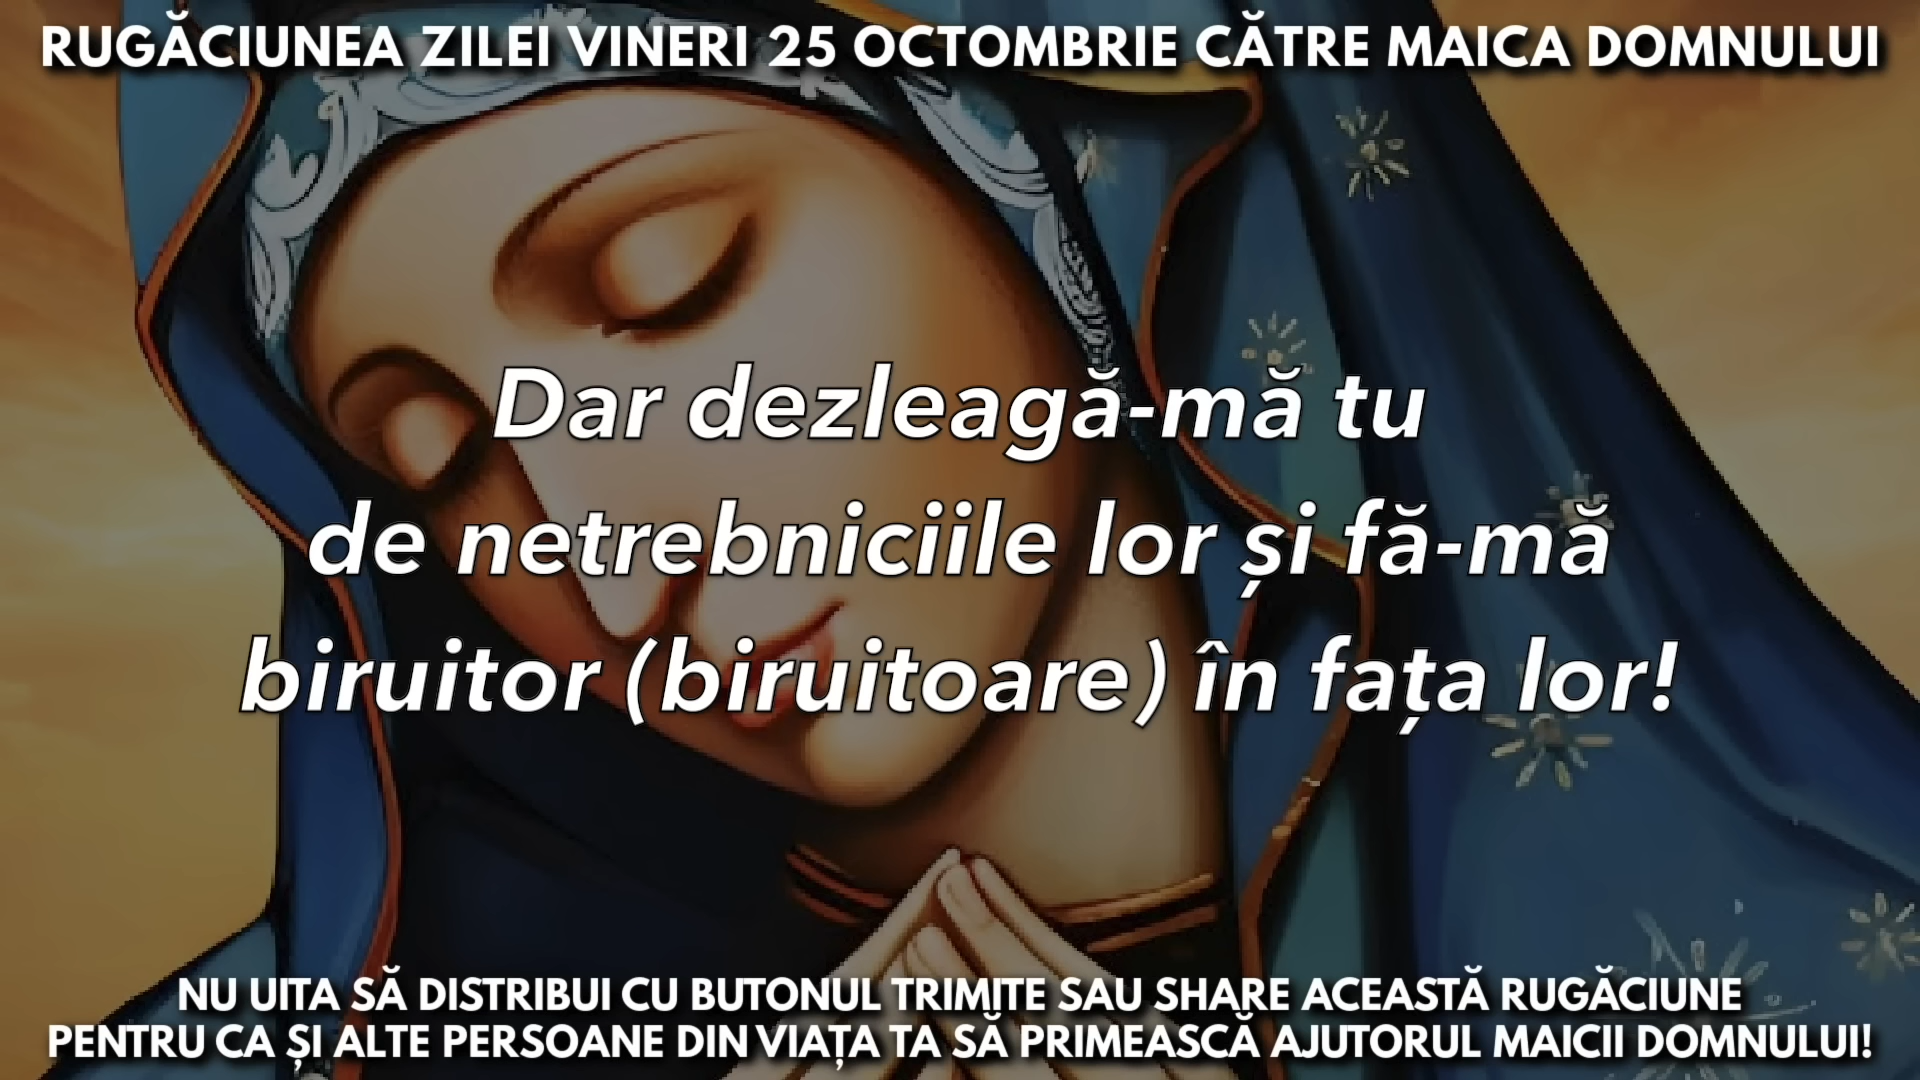 RUGĂCIUNEA ZILEI VINERI 25 OCTOMBRIE CĂTRE MAICA DOMNULUI
Dar dezleagă-mă tu
de netrebniciile lor și fă-mă
biruitor (biruitoare) în fața lor!
NU UITA SĂ DISTRIBUI CU BUTONUL TRIMITE SAU SHARE ACEASTĂ RUGĂCIUNE
PENTRU CA ȘI ALTE PERSOANE DIN VIAȚA TA SĂ PRIMEASCĂ AJUTORUL MAICII DOMNULUI!